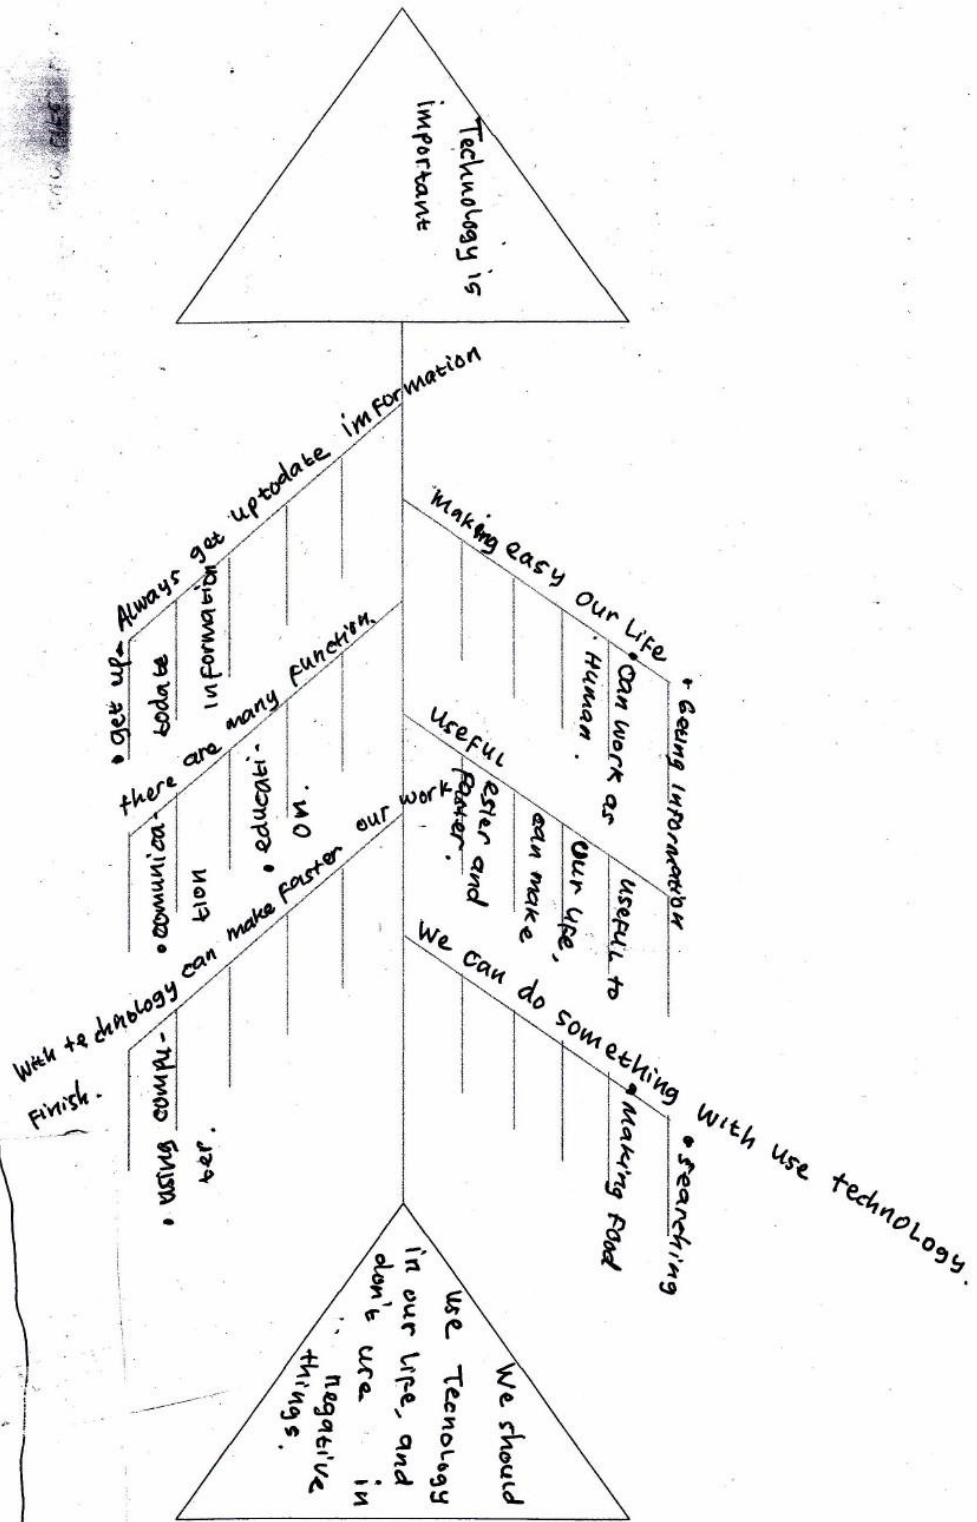 Technology is
important
Making easy our Life
• Geting Information
• Can work as
Human.
Useful
Useful to
Our Life,
can make
ester and
faster.
We can do something with use technology.
• Searching
• Making food
Always get uptodate imformation
• get up-
todate
information
there are many function.
• communica-
tion
• educati-
on.
With technology can make faster our work
Finish.
• using compu-
ter.
We should
use Tecnology
in our life, and
don't use in
negative
things.